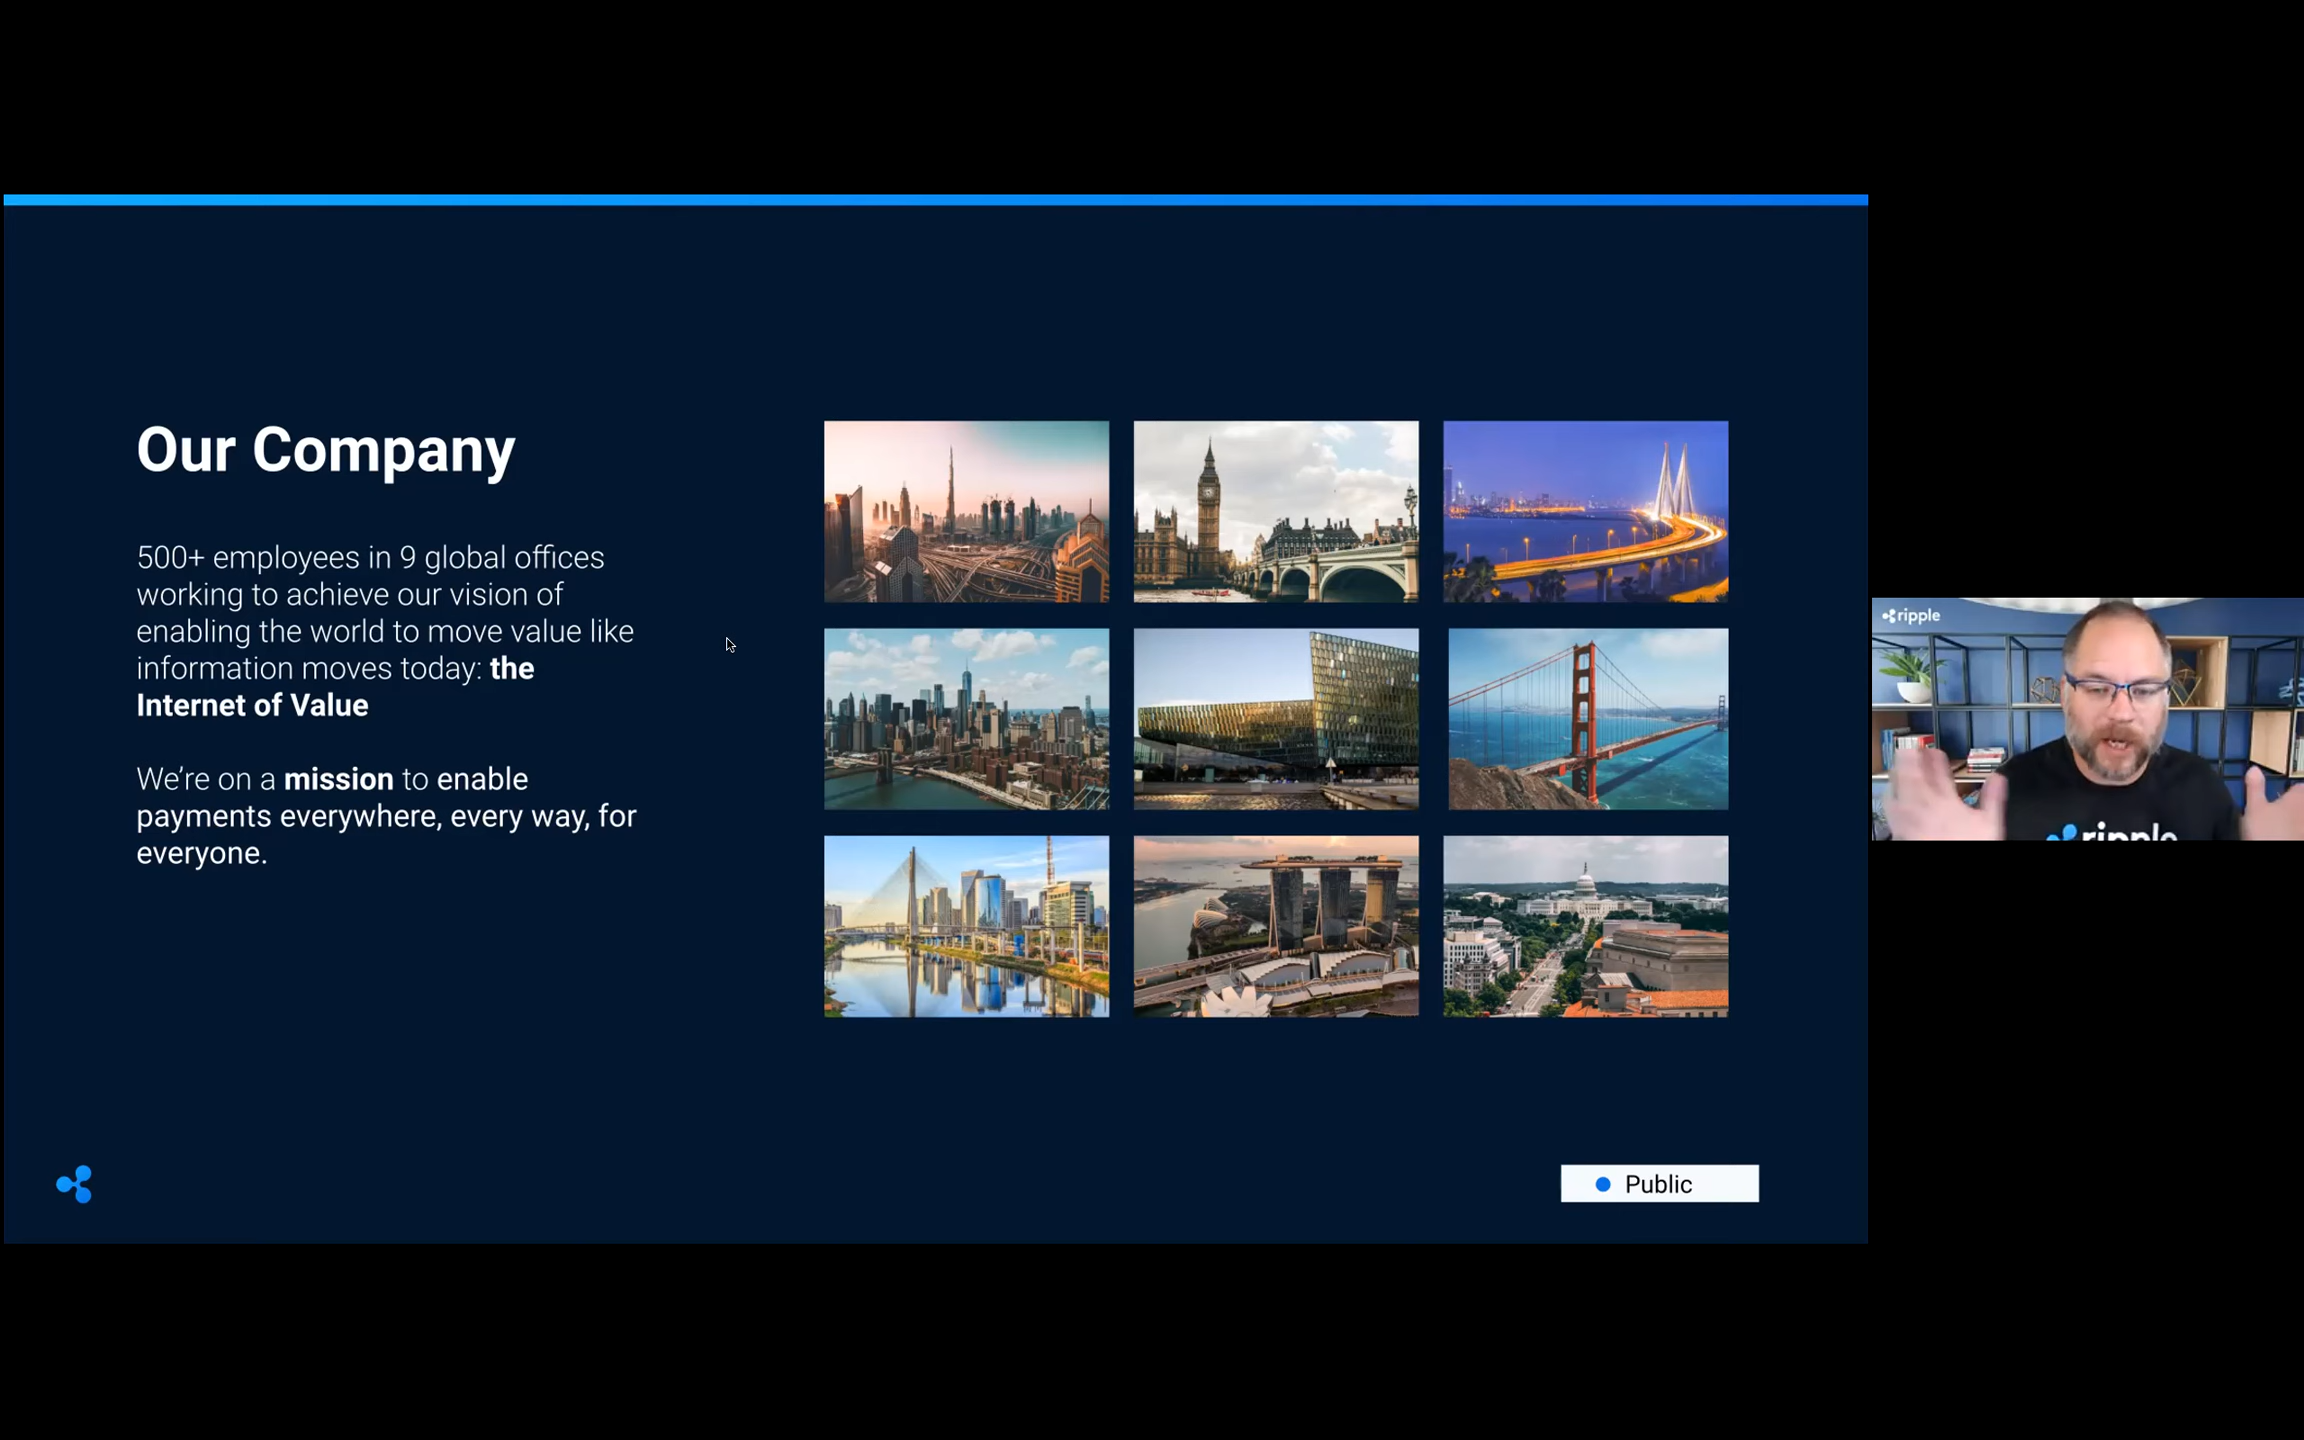 Our Company
500+ employees in 9 global offices
working to achieve our vision of
enabling the world to move value like
information moves today: the
Internet of Value
We're on a mission to enable
payments everywhere, every way, for
everyone.
Public
ripple
ripple